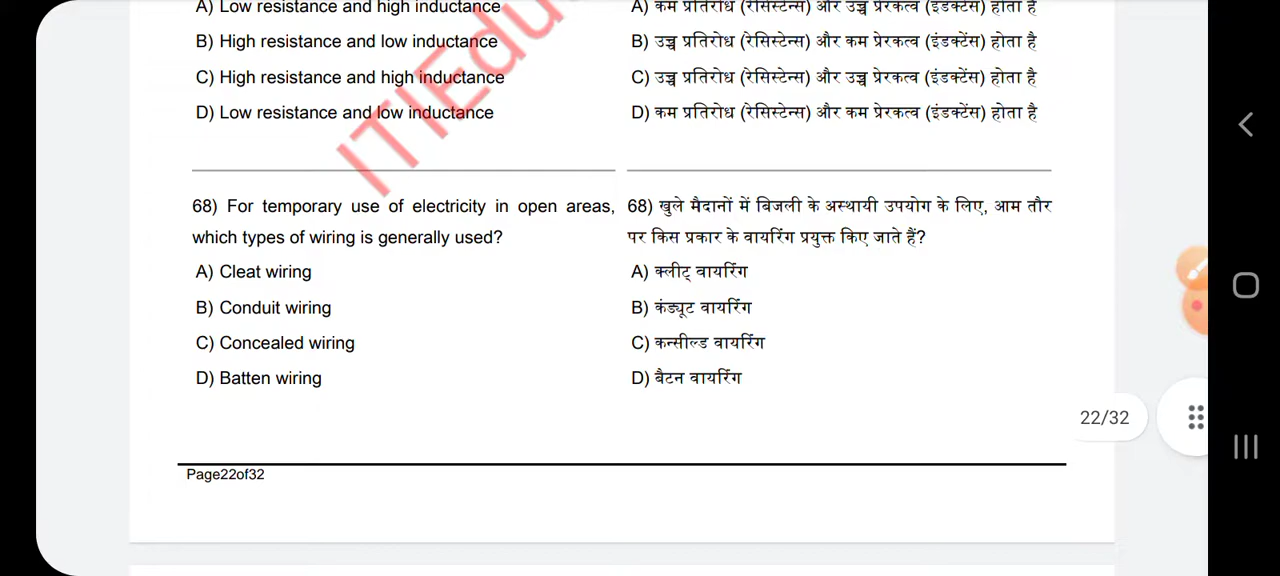 A) Low resistance and high inductance
B) High resistance and low inductance
C) High resistance and high inductance
D) Low resistance and low inductance
A) कम प्रतिरोध (रेसिस्टेन्स) और उच्च प्रेरकत्व (इंडक्टेंस) होता है
B) उच्च प्रतिरोध (रेसिस्टेन्स) और कम प्रेरकत्व (इंडक्टेंस) होता है
C) उच्च प्रतिरोध (रेसिस्टेन्स) और उच्च प्रेरकत्व (इंडक्टेंस) होता है
D) कम प्रतिरोध (रेसिस्टेन्स) और कम प्रेरकत्व (इंडक्टेंस) होता है
ITIEdu
68) For temporary use of electricity in open areas,
which types of wiring is generally used?
A) Cleat wiring
B) Conduit wiring
C) Concealed wiring
D) Batten wiring
68) खुले मैदानों में बिजली के अस्थायी उपयोग के लिए, आम तौर
पर किस प्रकार के वायरिंग प्रयुक्त किए जाते हैं?
A) क्लीट् वायरिंग
B) कंड्यूट वायरिंग
C) कन्सील्ड वायरिंग
D) बैटन वायरिंग
22/32
Page22of32